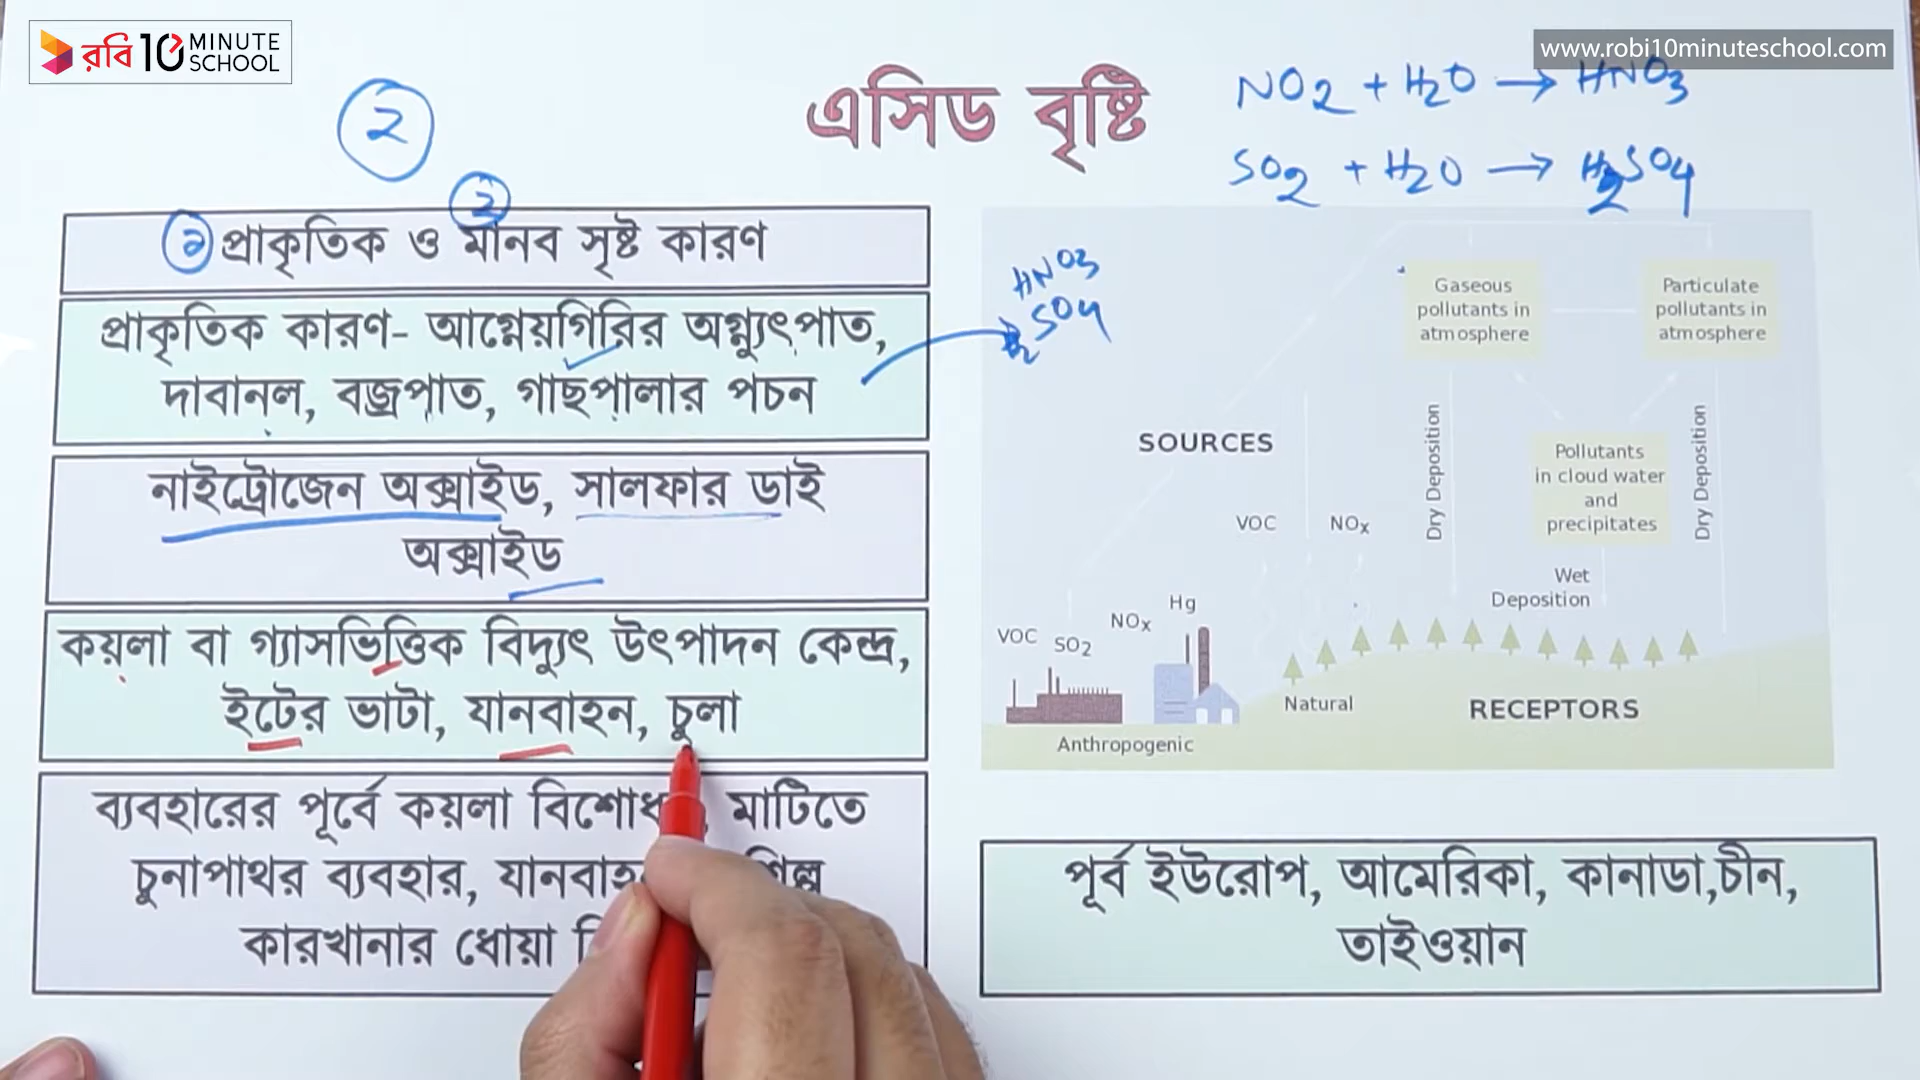 রবি 10 MINUTE SCHOOL
www.robi10minuteschool.com
2
এসিড বৃষ্টি
NO2 + H2O → HNO3
SO2 + H2O → H2SO4
2
১ প্রাকৃতিক ও মানব সৃষ্ট কারণ
প্রাকৃতিক কারণ- আগ্নেয়গিরির অগ্ন্যুৎপাত,
দাবানল, বজ্রপাত, গাছপালার পচন
নাইট্রোজেন অক্সাইড, সালফার ডাই
অক্সাইড
কয়লা বা গ্যাসভিত্তিক বিদ্যুৎ উৎপাদন কেন্দ্র,
ইটের ভাটা, যানবাহন, চুলা
ব্যবহারের পূর্বে কয়লা মাটিতে
চুনাপাথর ব্যবহার,
কারখানার ধোয়া
HNO3
H2SO4
Gaseous
pollutants in
atmosphere
Particulate
pollutants in
atmosphere
SOURCES
Dry Deposition
Pollutants
in cloud water
and
precipitates
Dry Deposition
VOC
NOx
Wet
Deposition
Hg
NOx
VOC
SO2
Natural
RECEPTORS
Anthropogenic
পূর্ব ইউরোপ, আমেরিকা, কানাডা,চীন,
তাইওয়ান